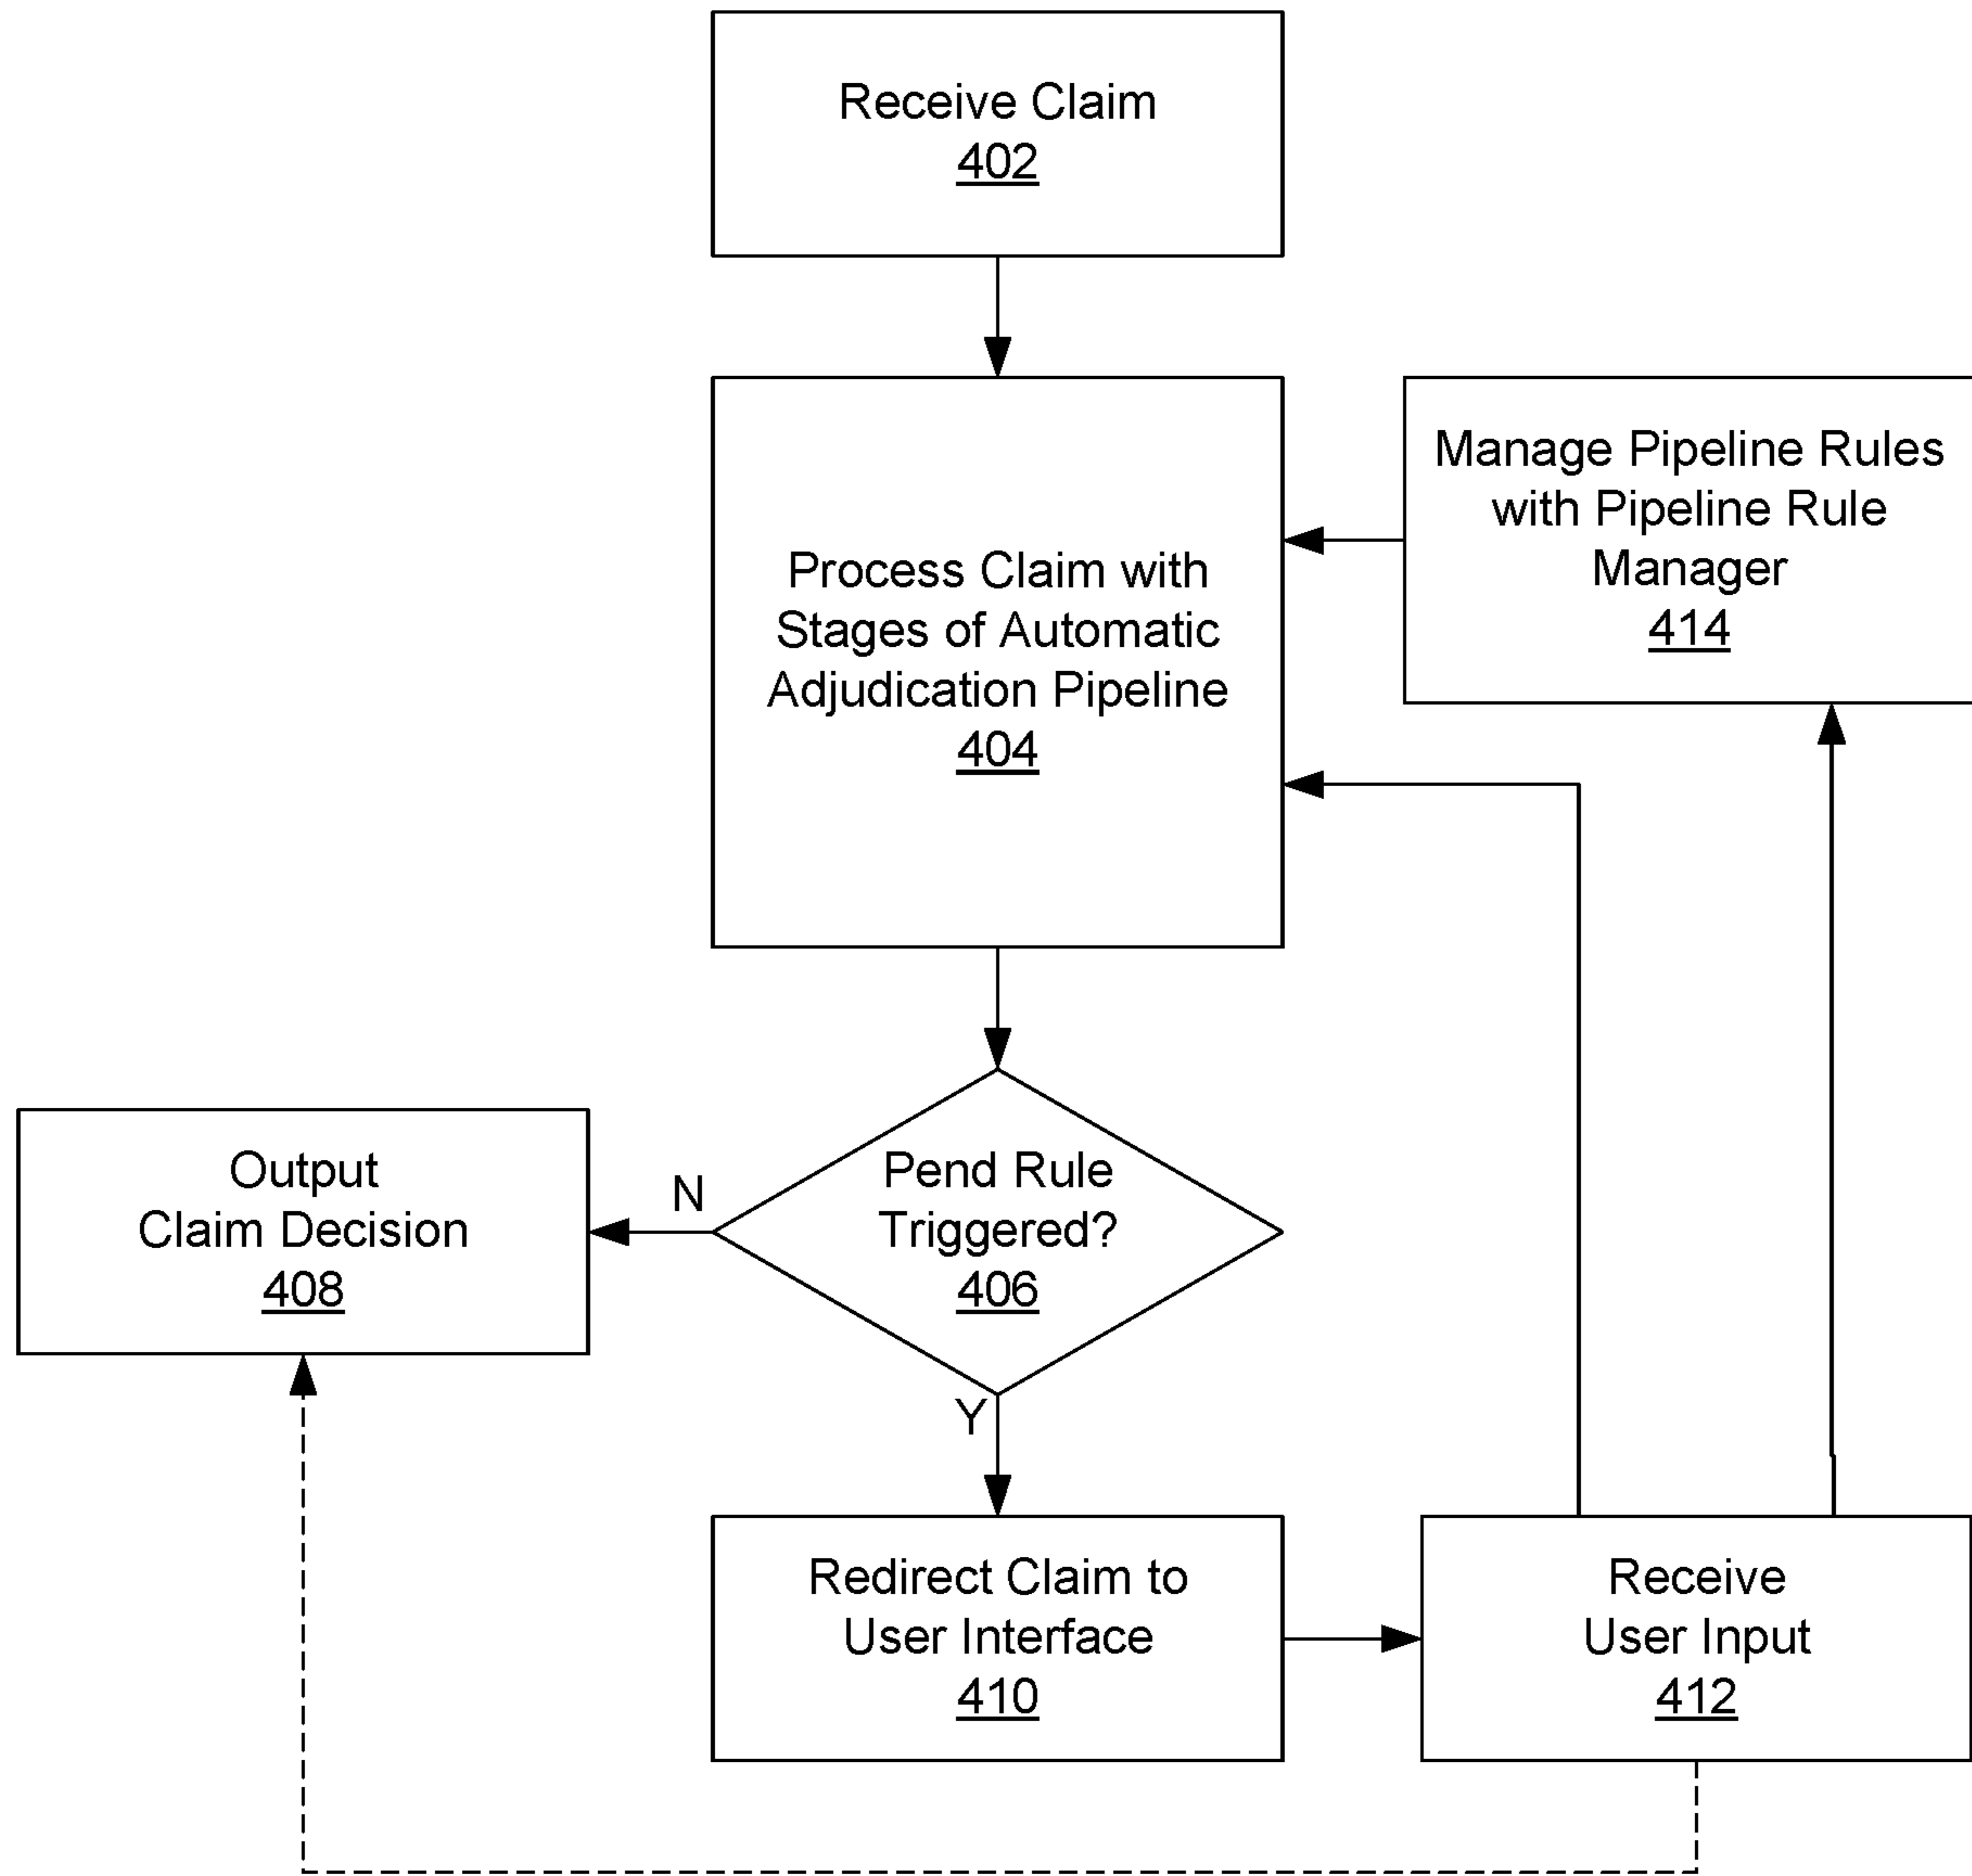 Receive Claim
402
Process Claim with
Stages of Automatic
Adjudication Pipeline
404
Manage Pipeline Rules
with Pipeline Rule
Manager
414
Pend Rule
Triggered?
406
N
Output
Claim Decision
408
Y
Redirect Claim to
User Interface
410
Receive
User Input
412